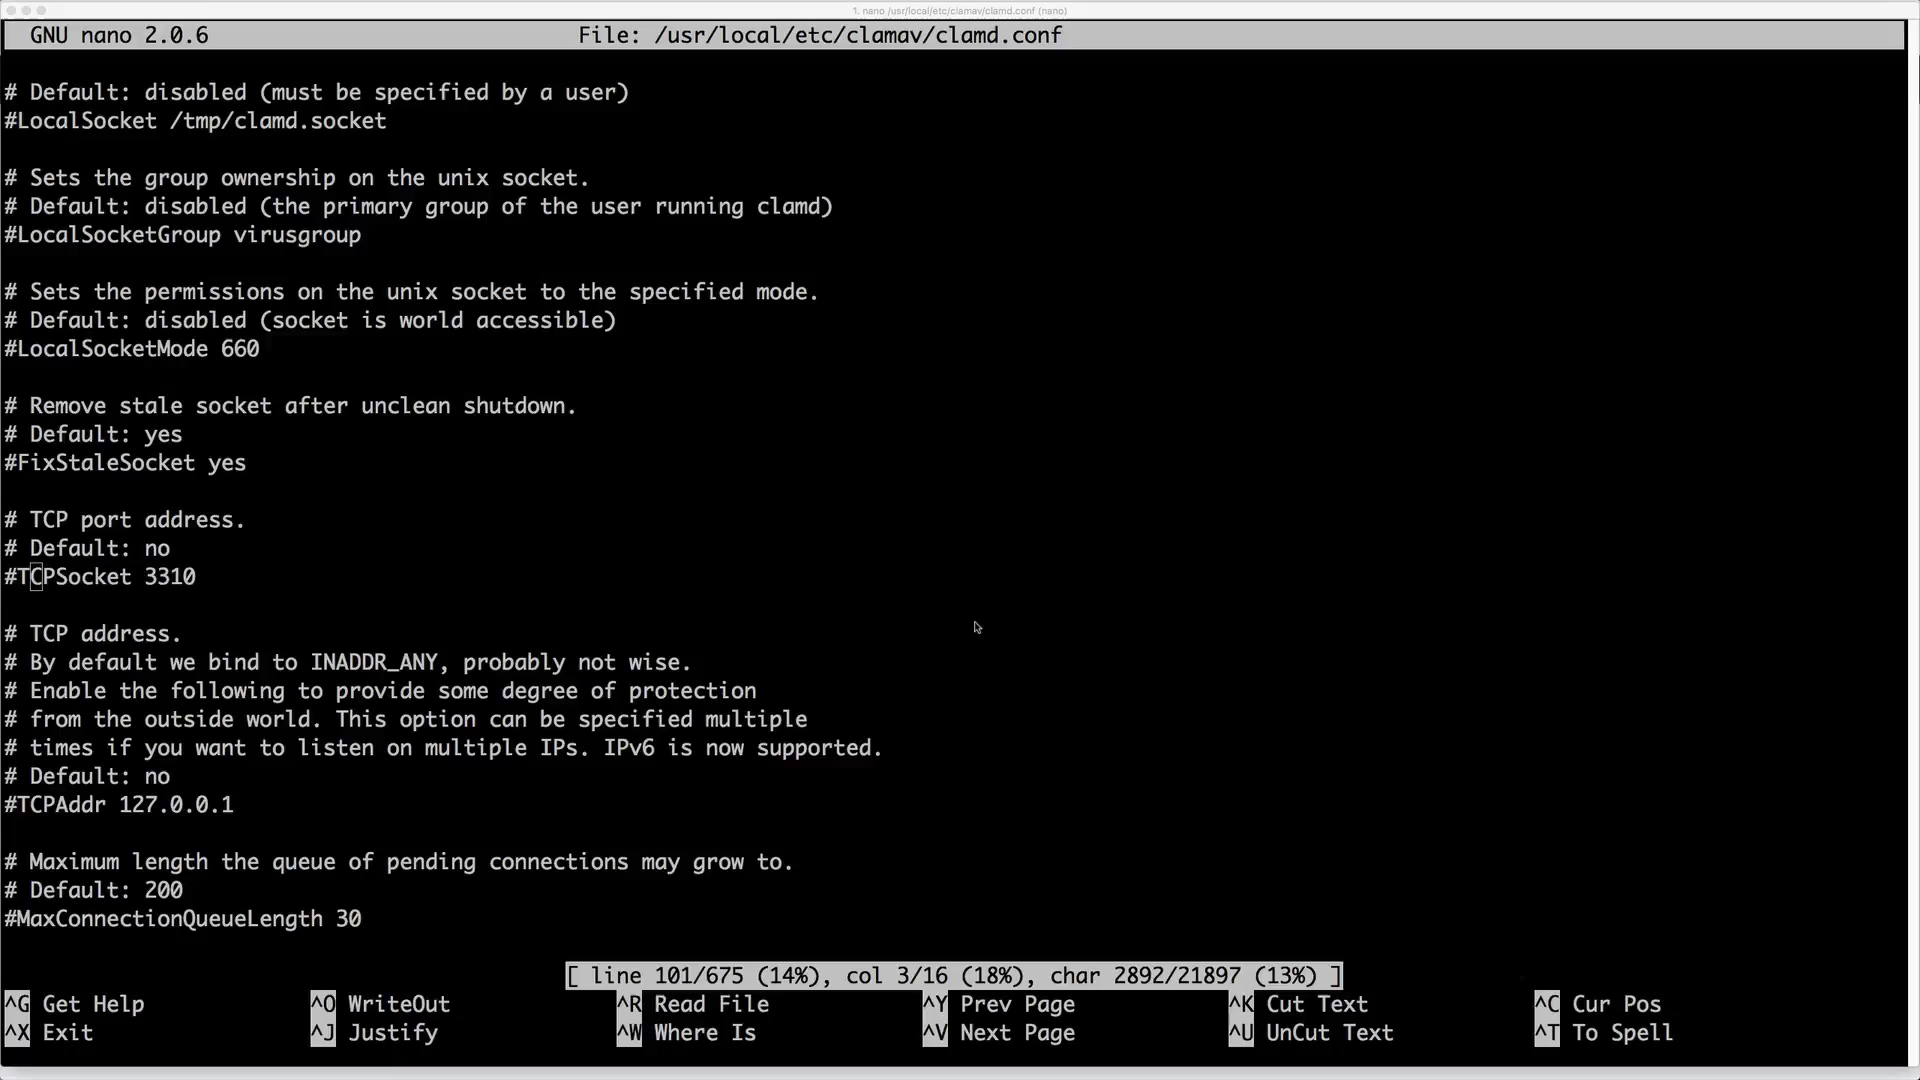 1. nano /usr/local/etc/clamav/clamd.conf (nano)
GNU nano 2.0.6 File: /usr/local/etc/clamav/clamd.conf
# Default: disabled (must be specified by a user)
#LocalSocket /tmp/clamd.socket
# Sets the group ownership on the unix socket.
# Default: disabled (the primary group of the user running clamd)
#LocalSocketGroup virusgroup
# Sets the permissions on the unix socket to the specified mode.
# Default: disabled (socket is world accessible)
#LocalSocketMode 660
# Remove stale socket after unclean shutdown.
# Default: yes
#FixStaleSocket yes
# TCP port address.
# Default: no
#TCPSocket 3310
# TCP address.
# By default we bind to INADDR_ANY, probably not wise.
# Enable the following to provide some degree of protection
# from the outside world. This option can be specified multiple
# times if you want to listen on multiple IPs. IPv6 is now supported.
# Default: no
#TCPAddr 127.0.0.1
# Maximum length the queue of pending connections may grow to.
# Default: 200
#MaxConnectionQueueLength 30
[ line 101/675 (14%), col 3/16 (18%), char 2892/21897 (13%) ]
^G Get Help ^O WriteOut ^R Read File ^Y Prev Page ^K Cut Text ^C Cur Pos
^X Exit ^J Justify ^W Where Is ^V Next Page ^U UnCut Text ^T To Spell